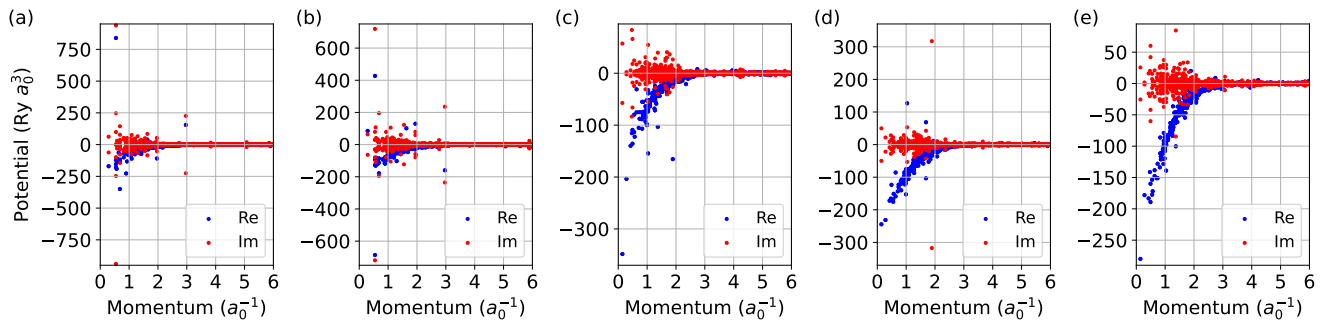 (a) (b) (c) (d) (e)
Potential (Ry a₀³)
750
500
250
0
−250
−500
−750
0 1 2 3 4 5 6
Momentum (a₀⁻¹)
Re
Im
600
400
200
0
−200
−400
−600
0 1 2 3 4 5 6
Momentum (a₀⁻¹)
Re
Im
0
−100
−200
−300
0 1 2 3 4 5 6
Momentum (a₀⁻¹)
Re
Im
300
200
100
0
−100
−200
−300
0 1 2 3 4 5 6
Momentum (a₀⁻¹)
Re
Im
50
0
−50
−100
−150
−200
−250
0 1 2 3 4 5 6
Momentum (a₀⁻¹)
Re
Im